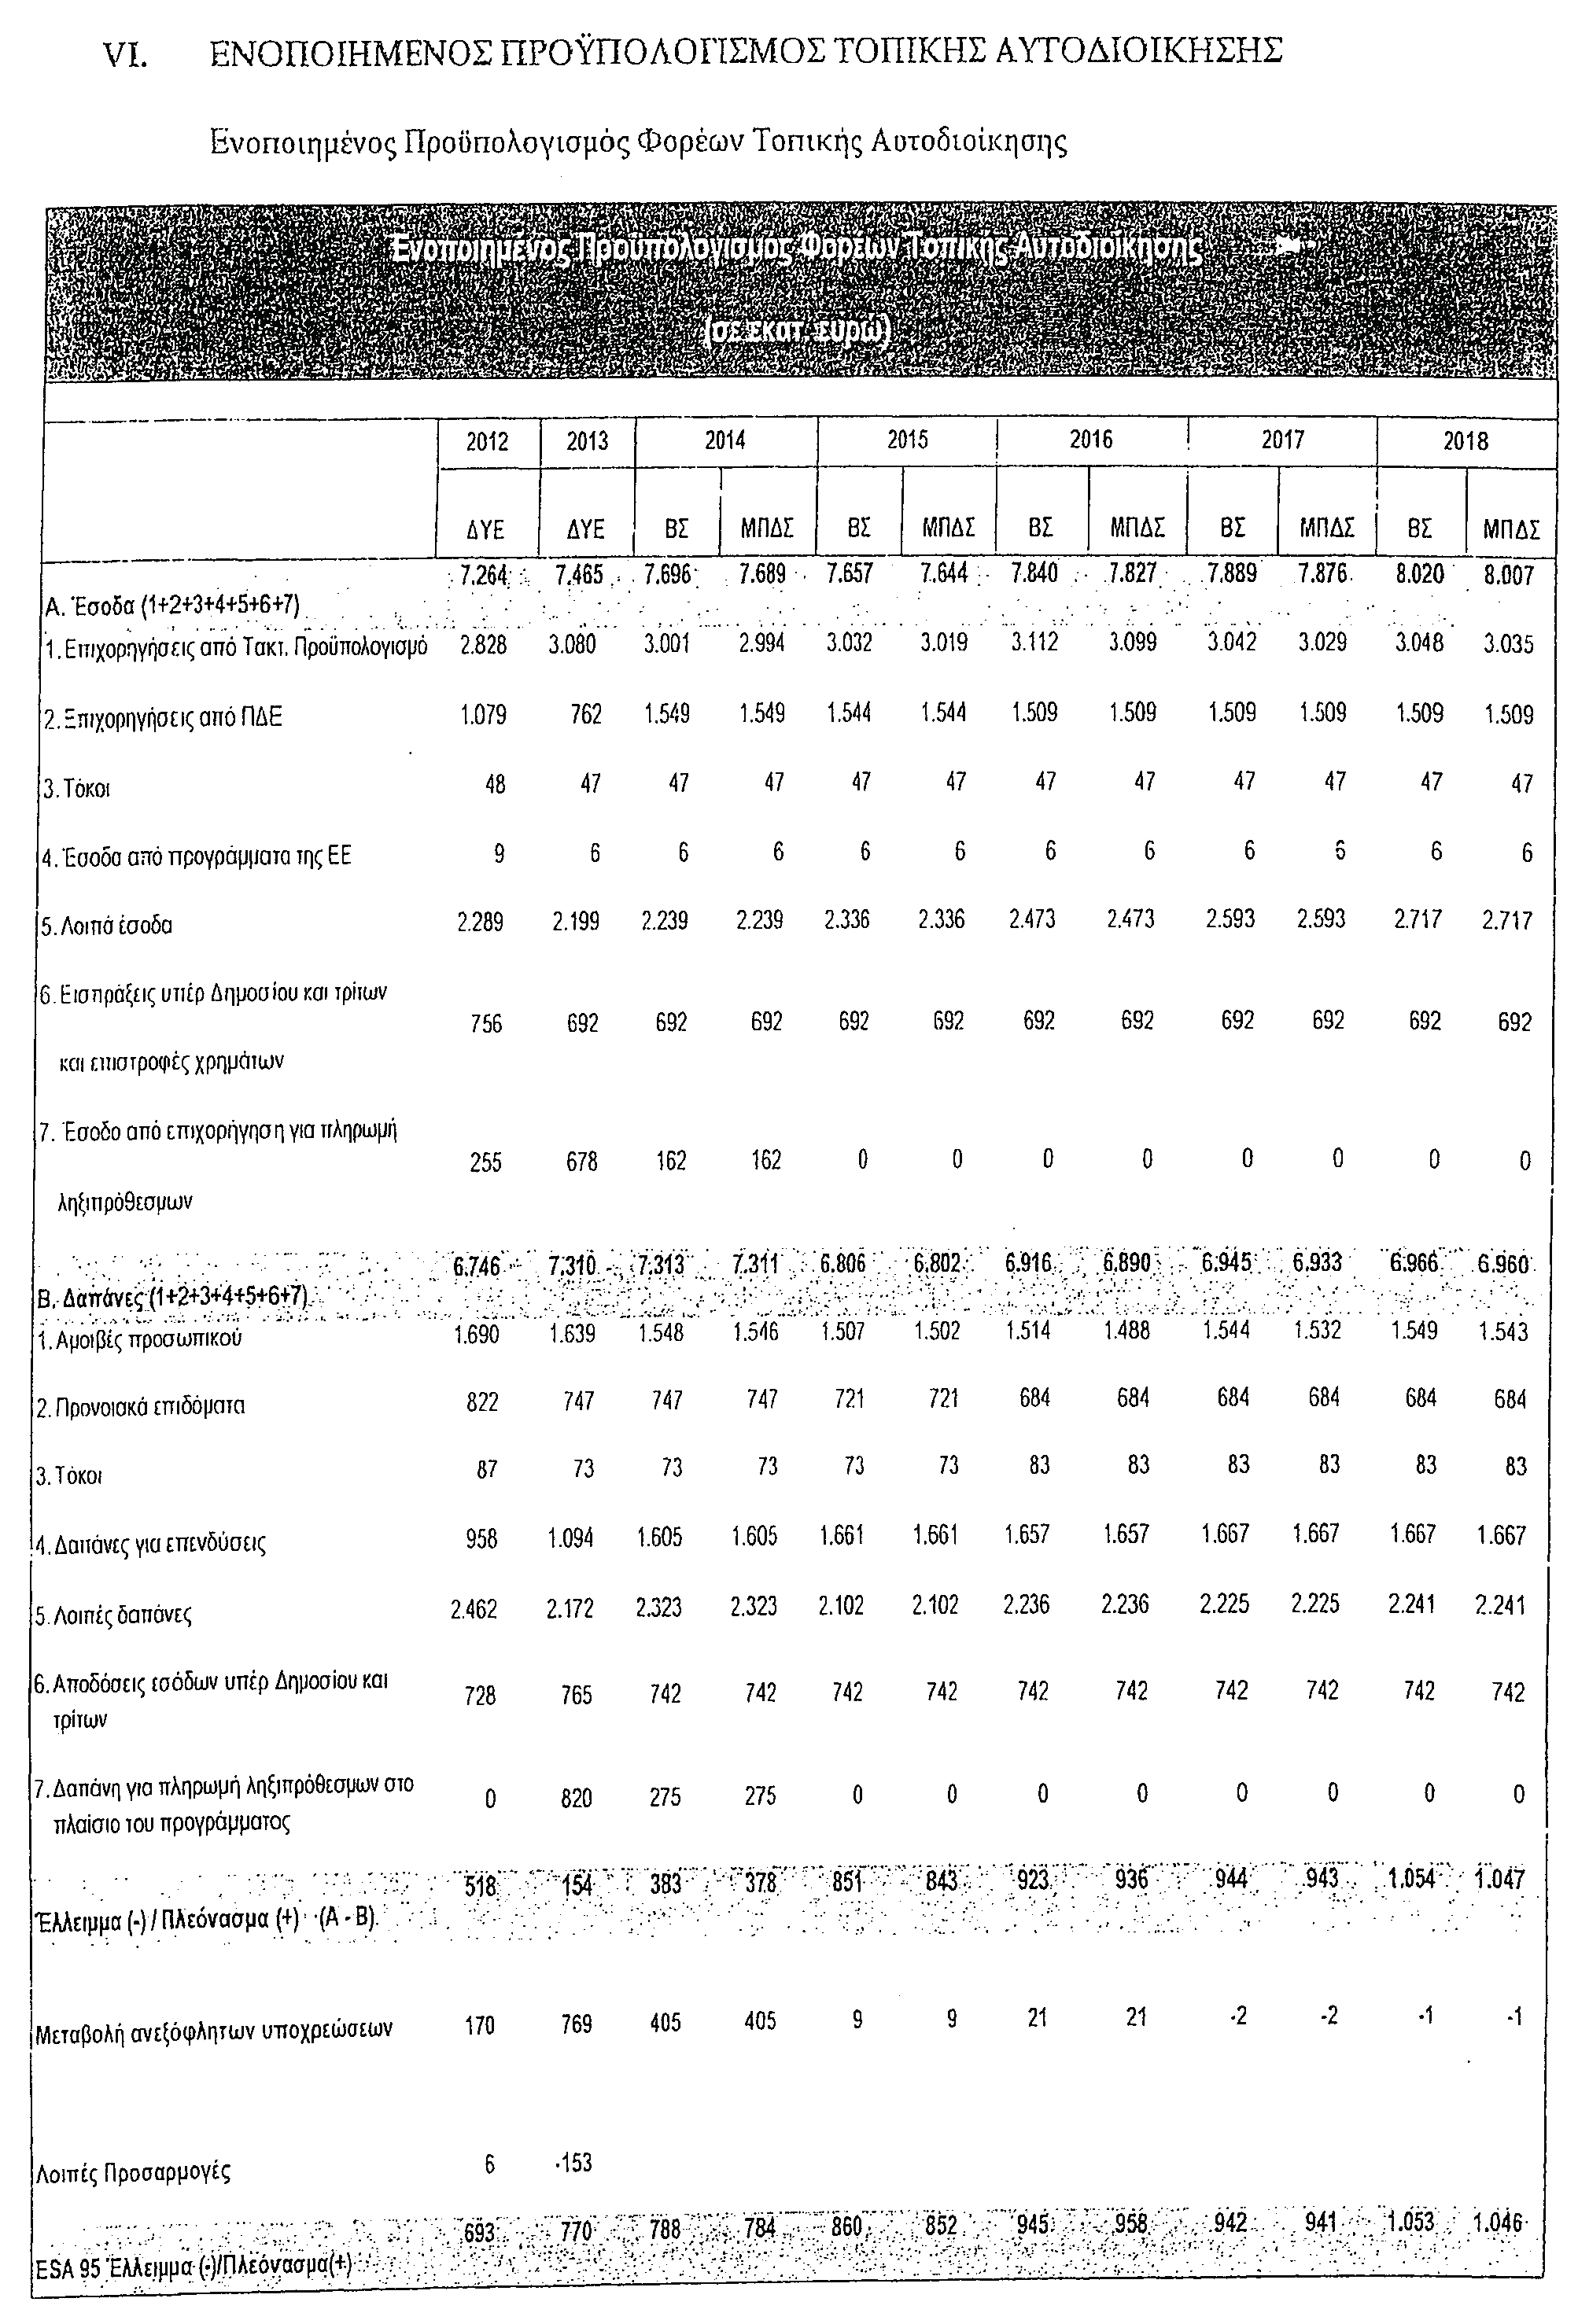 VI. ΕΝΟΠΟΙΗΜΕΝΟΣ ΠΡΟΫΠΟΛΟΓΙΣΜΟΣ ΤΟΠΙΚΗΣ ΑΥΤΟΔΙΟΙΚΗΣΗΣ
Ενοποιημένος Προϋπολογισμός Φορέων Τοπικής Αυτοδιοίκησης
Ενοποιημένος Προϋπολογισμός Φορέων Τοπικής Αυτοδιοίκησης
(σε εκατ. ευρώ)
2012 2013 2014 2015 2016 2017 2018
ΔΥΕ ΔΥΕ ΒΣ ΜΠΔΣ ΒΣ ΜΠΔΣ ΒΣ ΜΠΔΣ ΒΣ ΜΠΔΣ ΒΣ ΜΠΔΣ
7.264 7.465 7.696 7.689 7.657 7.644 7.840 7.827 7.889 7.876 8.020 8.007
Α. Έσοδα (1+2+3+4+5+6+7)
1. Επιχορηγήσεις από Τακτ. Προϋπολογισμό 2.828 3.080 3.001 2.994 3.032 3.019 3.112 3.099 3.042 3.029 3.048 3.035
2. Επιχορηγήσεις από ΠΔΕ 1.079 762 1.549 1.549 1.544 1.544 1.509 1.509 1.509 1.509 1.509 1.509
3. Τόκοι 48 47 47 47 47 47 47 47 47 47 47 47
4. Έσοδα από προγράμματα της ΕΕ 9 6 6 6 6 6 6 6 6 6 6 6
5. Λοιπά έσοδα 2.289 2.199 2.239 2.239 2.336 2.336 2.473 2.473 2.593 2.593 2.717 2.717
6. Εισπράξεις υπέρ Δημοσίου και τρίτων
756 692 692 692 692 692 692 692 692 692 692 692
και επιστροφές χρημάτων
7. Έσοδο από επιχορήγηση για πληρωμή
255 678 162 162 0 0 0 0 0 0 0 0
ληξιπρόθεσμων
6.746 7.310 7.313 7.311 6.806 6.802 6.916 6.890 6.945 6.933 6.966 6.960
Β. Δαπάνες (1+2+3+4+5+6+7)
1. Αμοιβές προσωπικού 1.690 1.639 1.548 1.546 1.507 1.502 1.514 1.488 1.544 1.532 1.549 1.543
2. Προνοιακά επιδόματα 822 747 747 747 721 721 684 684 684 684 684 684
3. Τόκοι 87 73 73 73 73 73 83 83 83 83 83 83
4. Δαπάνες για επενδύσεις 958 1.094 1.605 1.605 1.661 1.661 1.657 1.657 1.667 1.667 1.667 1.667
5. Λοιπές δαπάνες 2.462 2.172 2.323 2.323 2.102 2.102 2.236 2.236 2.225 2.225 2.241 2.241
6. Αποδόσεις εσόδων υπέρ Δημοσίου και
728 765 742 742 742 742 742 742 742 742 742 742
τρίτων
7. Δαπάνη για πληρωμή ληξιπρόθεσμων στο
0 820 275 275 0 0 0 0 0 0 0 0
πλαίσιο του προγράμματος
518 154 383 378 851 843 923 936 944 943 1.054 1.047
Έλλειμμα (-) / Πλεόνασμα (+) (Α - Β)
Μεταβολή ανεξόφλητων υποχρεώσεων 170 769 405 405 9 9 21 21 -2 -2 -1 -1
Λοιπές Προσαρμογές 6 -153
693 770 788 784 860 852 945 958 942 941 1.053 1.046
ESA 95 Έλλειμμα (-)/Πλεόνασμα(+)